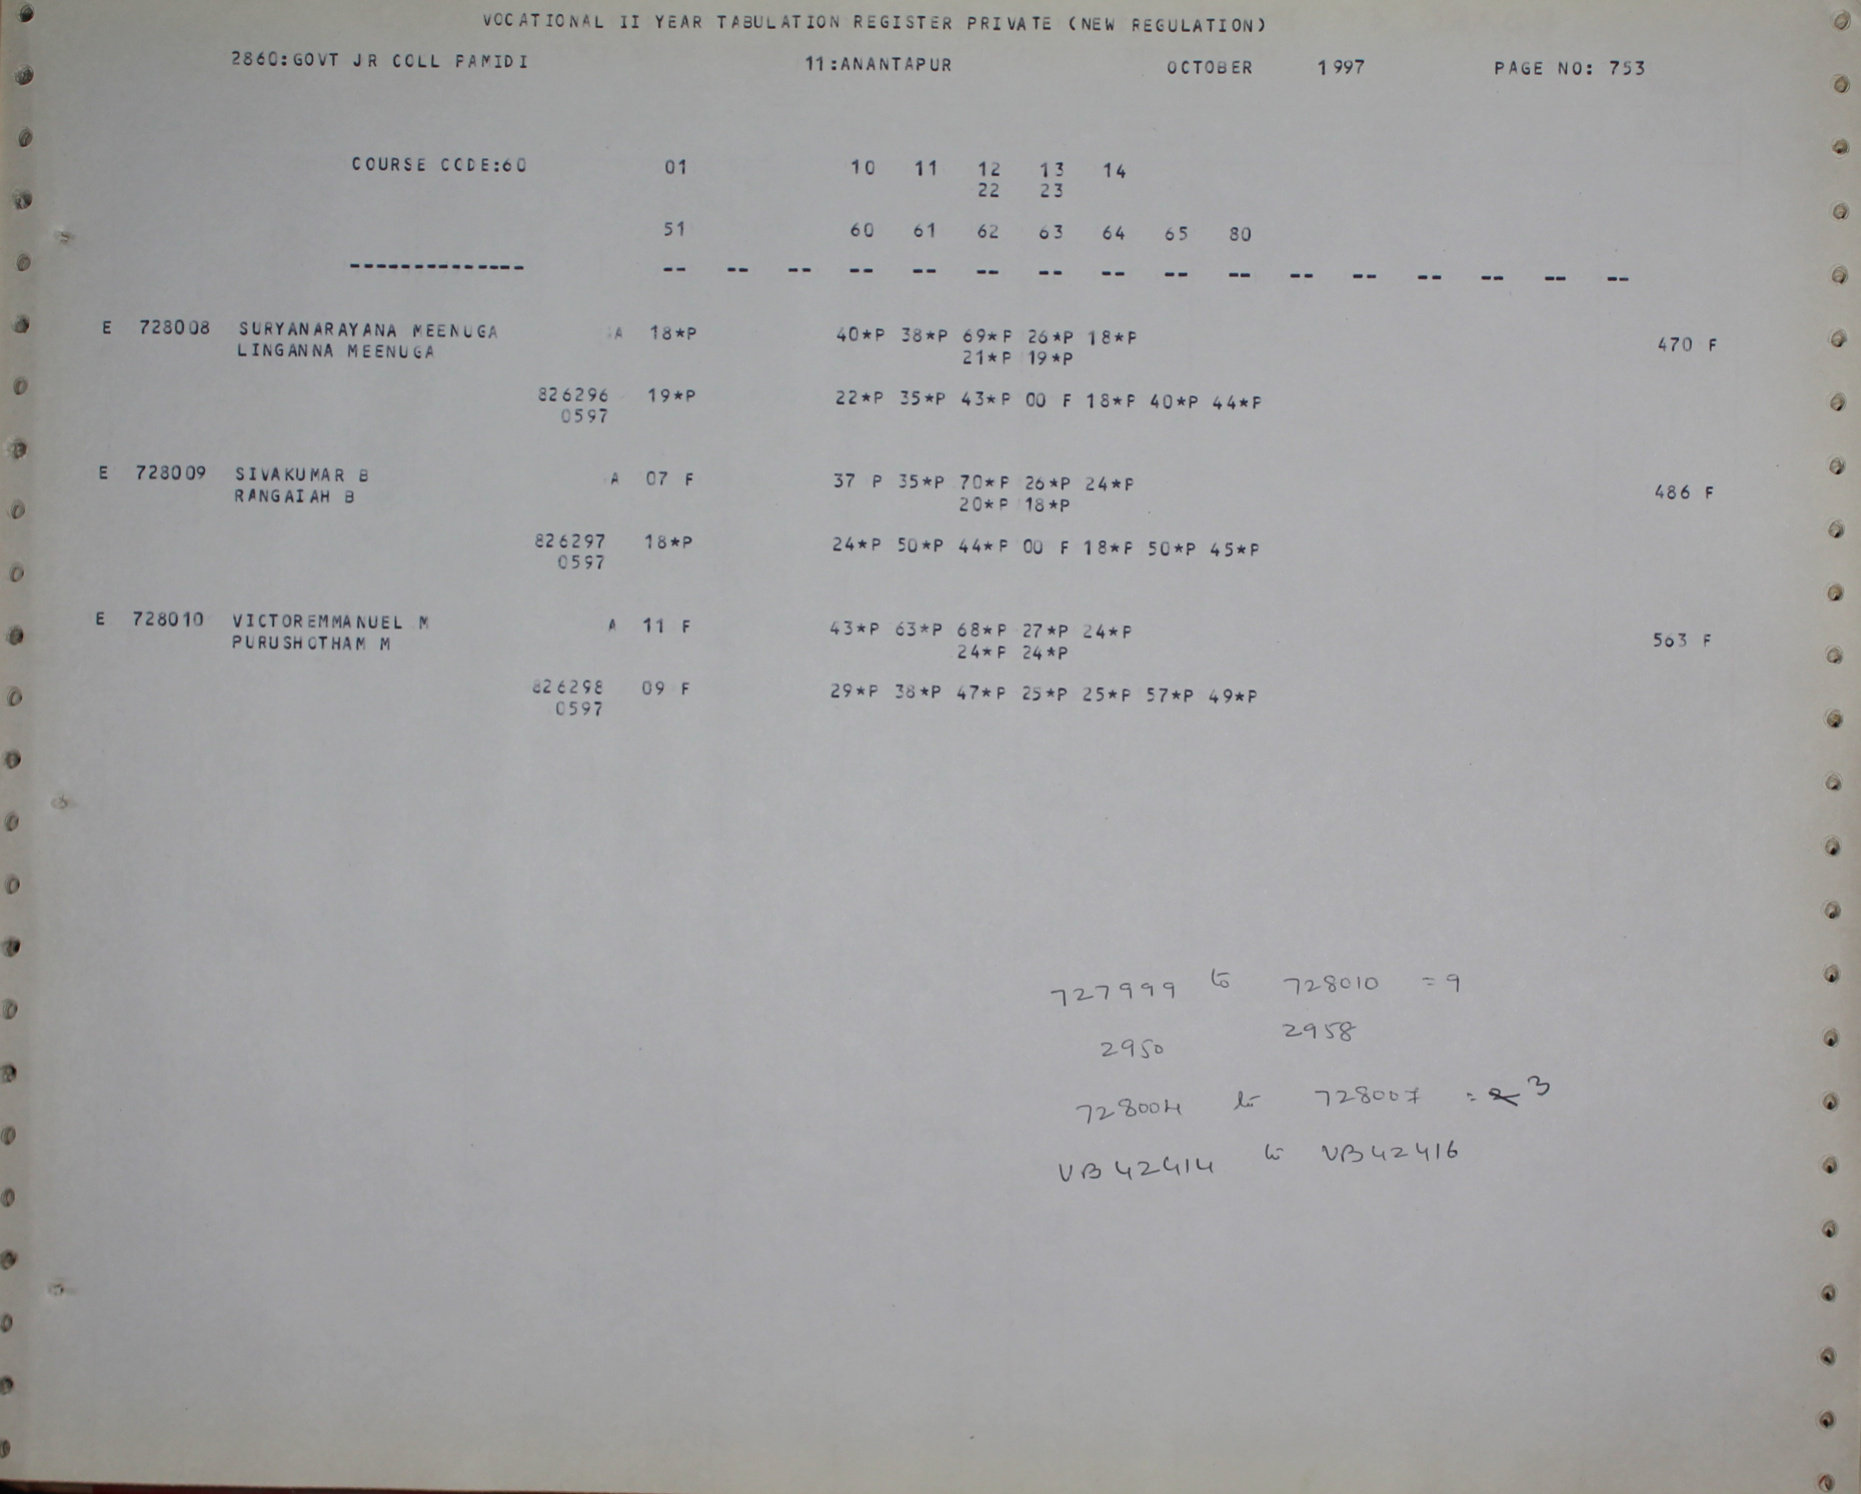 VOCATIONAL II YEAR TABULATION REGISTER PRIVATE (NEW REGULATION)
2860:GOVT JR COLL PAMIDI 11:ANANTAPUR OCTOBER 1997 PAGE NO: 753
COURSE CODE:60 01 10 11 12 13 14
22 23
51 60 61 62 63 64 65 80
-------------- -- -- -- -- -- -- -- -- -- -- -- -- -- -- -- --
E 728008 SURYANARAYANA MEENUGA A 18*P 40*P 38*P 69*P 26*P 18*P 470 F
LINGANNA MEENUGA 21*P 19*P
826296 19*P 22*P 35*P 43*P 00 F 18*P 40*P 44*P
0597
E 728009 SIVAKUMAR B A 07 F 37 P 35*P 70*P 26*P 24*P 486 F
RANGAIAH B 20*P 18*P
826297 18*P 24*P 50*P 44*P 00 F 18*P 50*P 45*P
0597
E 728010 VICTOREMMANUEL M A 11 F 43*P 63*P 68*P 27*P 24*P 563 F
PURUSHOTHAM M 24*P 24*P
826298 09 F 29*P 38*P 47*P 25*P 25*P 57*P 49*P
0597
727999 to 728010 = 9
2950 2958
728004 to 728007 = 3
VB 42414 to VB 42416